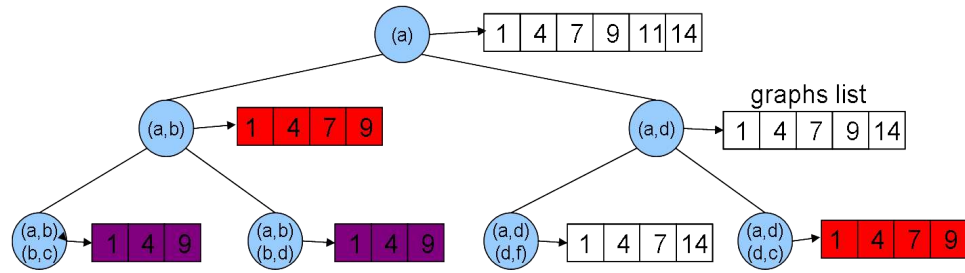 (a) 1 4 7 9 11 14
graphs list
(a,b) 1 4 7 9
(a,d) 1 4 7 9 14
(a,b)
(b,c)
1 4 9
(a,b)
(b,d)
1 4 9
(a,d)
(d,f)
1 4 7 14
(a,d)
(d,c)
1 4 7 9